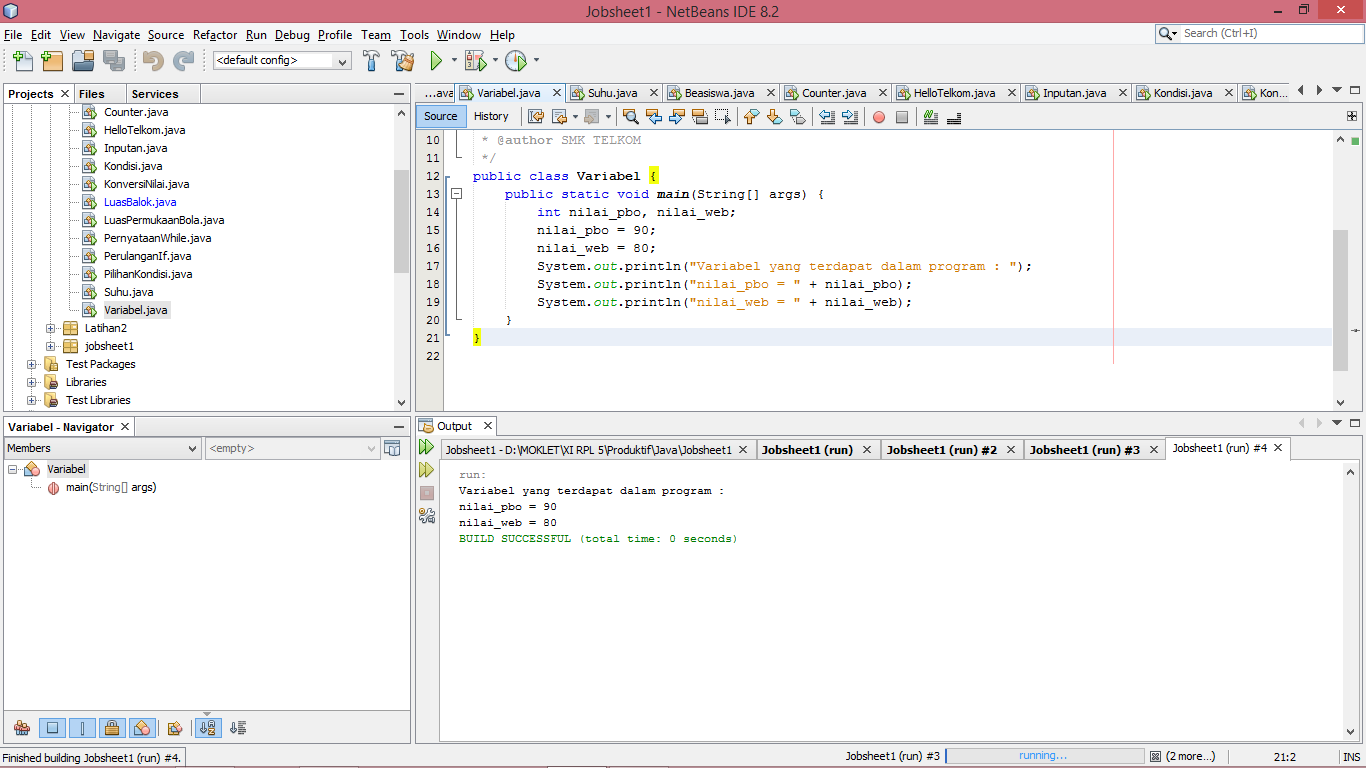 Jobsheet1 - NetBeans IDE 8.2
File Edit View Navigate Source Refactor Run Debug Profile Team Tools Window Help
Search (Ctrl+I)
<default config>
Projects Files Services
Counter.java
HelloTelkom.java
Inputan.java
Kondisi.java
KonversiNilai.java
LuasBalok.java
LuasPermukaanBola.java
PernyataanWhile.java
PerulanganIf.java
PilihanKondisi.java
Suhu.java
Variabel.java
Latihan2
jobsheet1
Test Packages
Libraries
Test Libraries
...ava Variabel.java Suhu.java Beasiswa.java Counter.java HelloTelkom.java Inputan.java Kondisi.java Kon...
Source History
10 * @author SMK TELKOM
11 */
12 public class Variabel {
13 public static void main(String[] args) {
14 int nilai_pbo, nilai_web;
15 nilai_pbo = 90;
16 nilai_web = 80;
17 System.out.println("Variabel yang terdapat dalam program : ");
18 System.out.println("nilai_pbo = " + nilai_pbo);
19 System.out.println("nilai_web = " + nilai_web);
20 }
21 }
22
Variabel - Navigator
Members <empty>
Variabel
main(String[] args)
Output
Jobsheet1 - D:\MOKLET\XI RPL 5\Produktif\Java\Jobsheet1 Jobsheet1 (run) Jobsheet1 (run) #2 Jobsheet1 (run) #3 Jobsheet1 (run) #4
run:
Variabel yang terdapat dalam program :
nilai_pbo = 90
nilai_web = 80
BUILD SUCCESSFUL (total time: 0 seconds)
Finished building Jobsheet1 (run) #4.
Jobsheet1 (run) #3 running... (2 more...) 21:2 INS